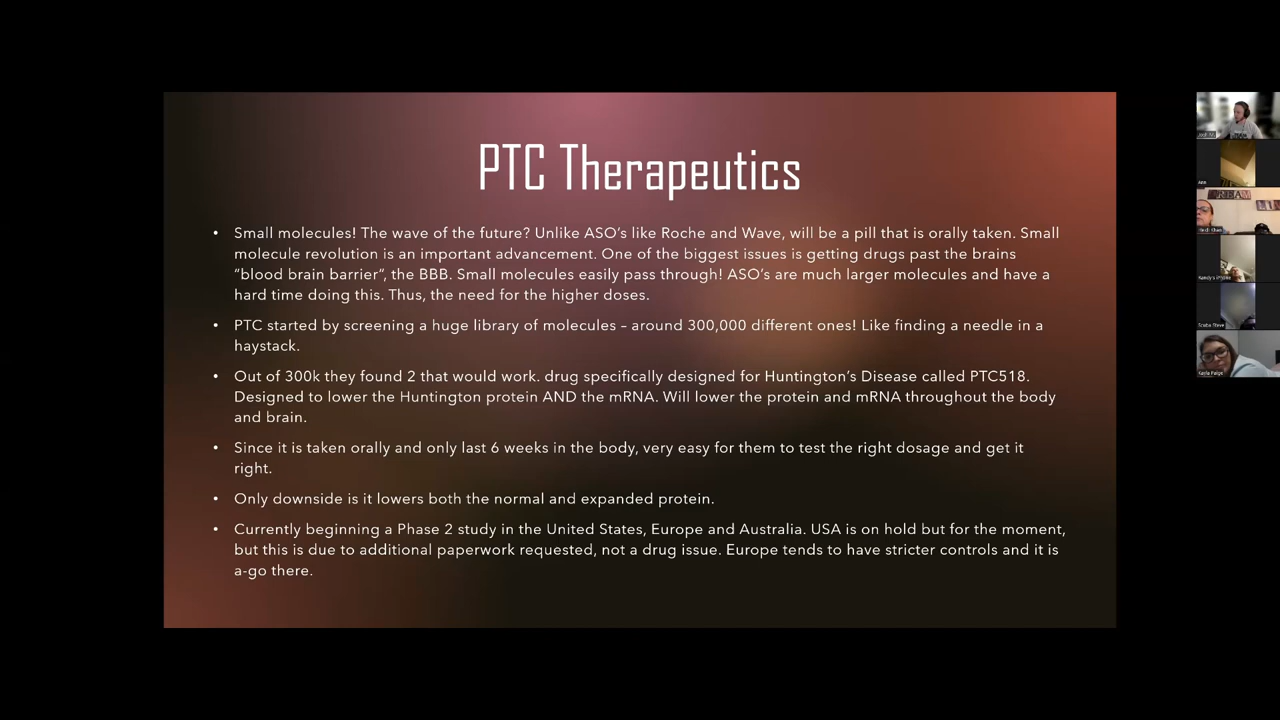 PTC Therapeutics
• Small molecules! The wave of the future? Unlike ASO's like Roche and Wave, will be a pill that is orally taken. Small
molecule revolution is an important advancement. One of the biggest issues is getting drugs past the brains
"blood brain barrier", the BBB. Small molecules easily pass through! ASO's are much larger molecules and have a
hard time doing this. Thus, the need for the higher doses.
• PTC started by screening a huge library of molecules – around 300,000 different ones! Like finding a needle in a
haystack.
• Out of 300k they found 2 that would work. drug specifically designed for Huntington's Disease called PTC518.
Designed to lower the Huntington protein AND the mRNA. Will lower the protein and mRNA throughout the body
and brain.
• Since it is taken orally and only last 6 weeks in the body, very easy for them to test the right dosage and get it
right.
• Only downside is it lowers both the normal and expanded protein.
• Currently beginning a Phase 2 study in the United States, Europe and Australia. USA is on hold but for the moment,
but this is due to additional paperwork requested, not a drug issue. Europe tends to have stricter controls and it is
a-go there.
Ann
Randy's iPhone
Scuba Steve
Kayla Paige